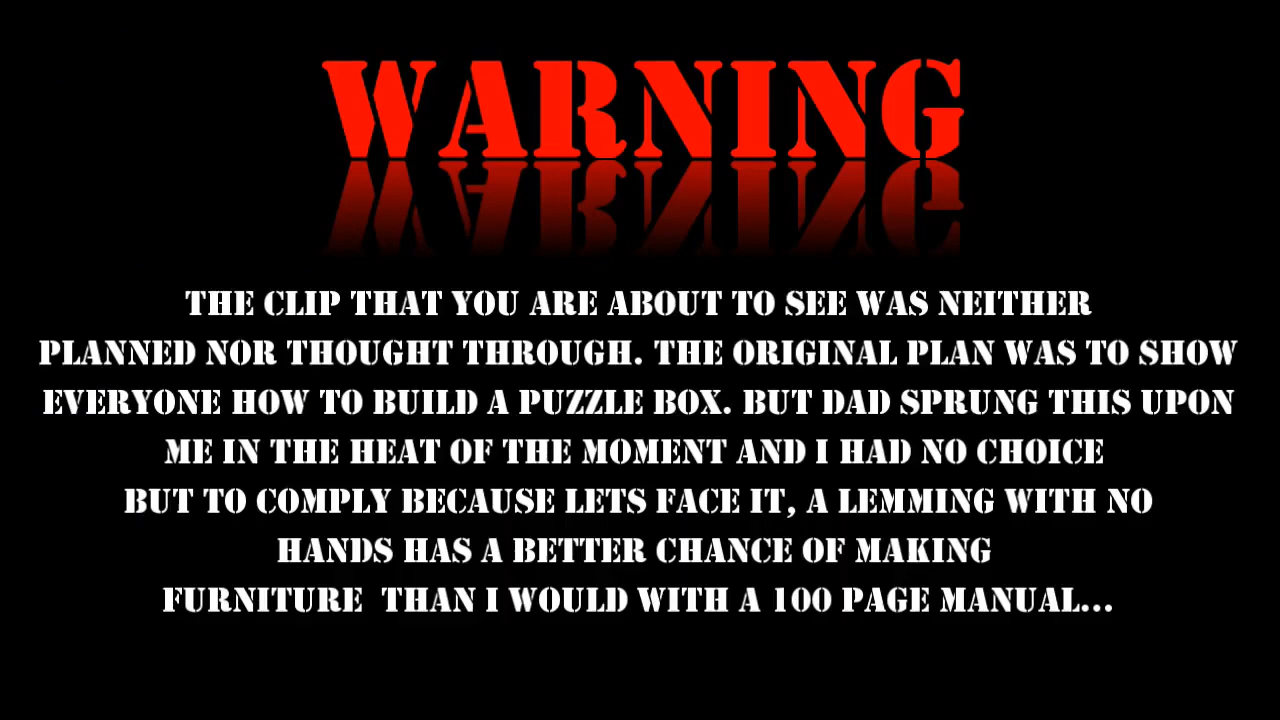 WARNING
THE CLIP THAT YOU ARE ABOUT TO SEE WAS NEITHER
PLANNED NOR THOUGHT THROUGH. THE ORIGINAL PLAN WAS TO SHOW
EVERYONE HOW TO BUILD A PUZZLE BOX. BUT DAD SPRUNG THIS UPON
ME IN THE HEAT OF THE MOMENT AND I HAD NO CHOICE
BUT TO COMPLY BECAUSE LETS FACE IT, A LEMMING WITH NO
HANDS HAS A BETTER CHANCE OF MAKING
FURNITURE  THAN I WOULD WITH A 100 PAGE MANUAL...